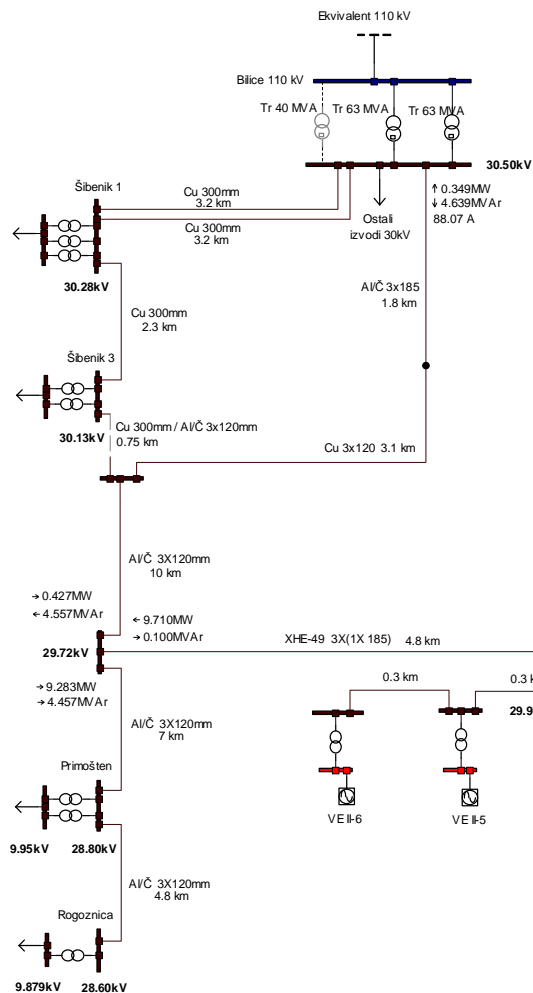 Ekvivalent 110 kV
Bilice 110 kV
Tr 40 MVA
Tr 63 MVA
Tr 63 MVA
30.50kV
Šibenik 1
Cu 300mm
3.2 km
Cu 300mm
3.2 km
Ostali
izvodi 30kV
↑ 0.349MW
↓ 4.639MVAr
88.07 A
30.28kV
Al/Č 3x185
1.8 km
Cu 300mm
2.3 km
Šibenik 3
30.13kV
Cu 300mm / Al/Č 3x120mm
0.75 km
Cu 3x120 3.1 km
Al/Č 3X120mm
10 km
→ 0.427MW
← 4.557MVAr
← 9.710MW
→ 0.100MVAr
29.72kV
XHE-49 3X(1X 185) 4.8 km
→ 9.283MW
→ 4.457MVAr
0.3 km
0.3 k
29.9
Al/Č 3X120mm
7 km
Primošten
VE II-6
VE II-5
9.95kV
28.80kV
Al/Č 3X120mm
4.8 km
Rogoznica
9.879kV
28.60kV